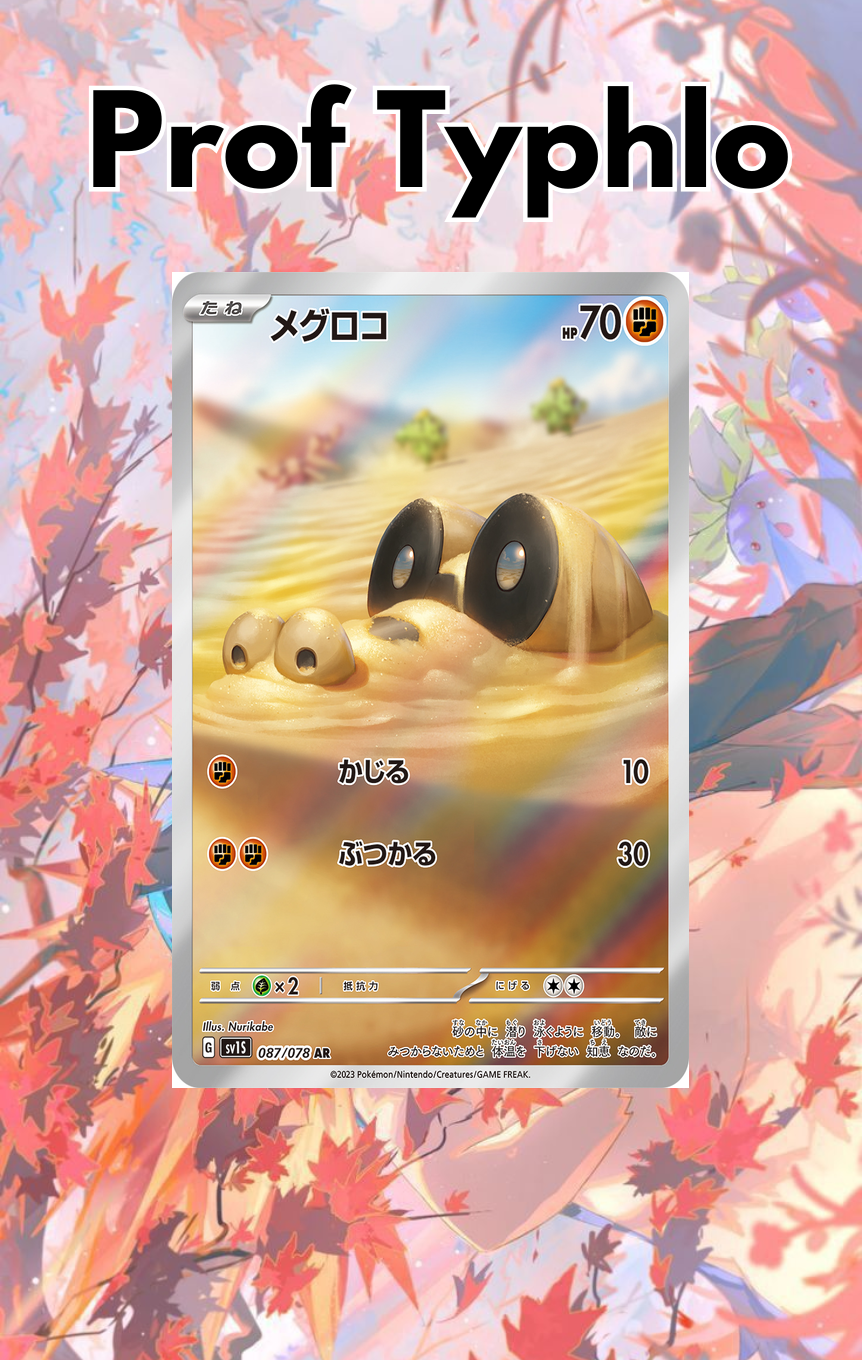 Prof Typhlo
たね
メグロコ
HP70
かじる 10
ぶつかる 30
弱点 ×2 抵抗力 にげる
Illus. Nurikabe
砂の中に 潜り 泳ぐように 移動。 敵に
みつからないためと 体温を 下げない 知恵 なのだ。
G sv1S 087/078 AR
©2023 Pokémon/Nintendo/Creatures/GAME FREAK.